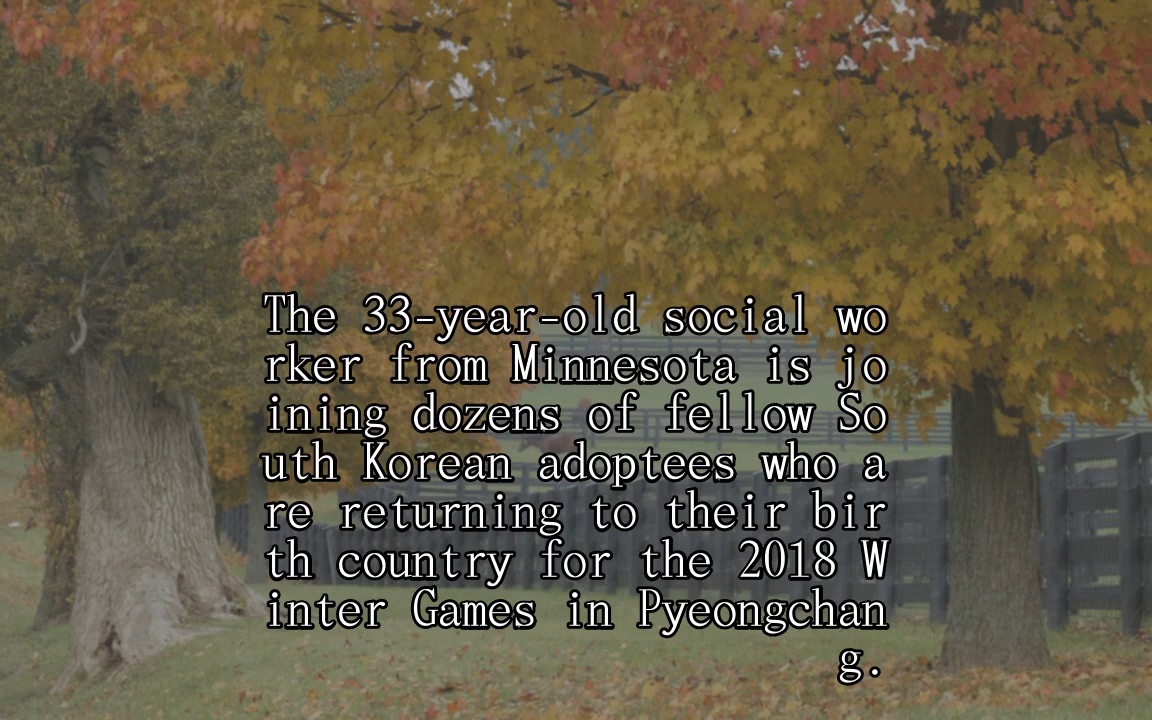 The 33-year-old social wo
rker from Minnesota is jo
ining dozens of fellow So
uth Korean adoptees who a
re returning to their bir
th country for the 2018 W
inter Games in Pyeongchan
g.